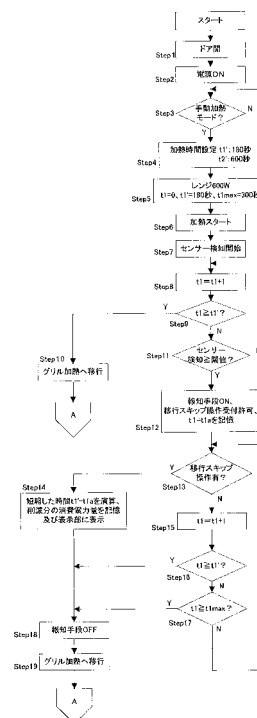 スタート
Step1
ドア開
Step2
電源ON
Step3
手動加熱
モード?
Y
Step4
加熱時間設定 t1':180秒
t2':600秒
Step5
レンジ600W
t1=0、t1'=180秒、t1max=300秒
Step6
加熱スタート
Step7
センサー検知開始
Step8
t1=t1+1
Step9
t1≧t1'?
Y
N
Step10
グリル加熱へ移行
A
Step11
センサー
検知≧閾値?
N
Y
Step12
報知手段ON、
移行スキップ操作受付許可、
t1→t1aを記憶
Step13
移行スキップ
操作有?
Y
N
Step14
短縮した時間t1'-t1aを演算、
削減分の消費電力量を記憶
及び表示部に表示
Step15
t1=t1+1
Step16
t1≧t1'?
Y
N
Step17
t1≧t1max?
Y
N
Step18
報知手段OFF
Step19
グリル加熱へ移行
A